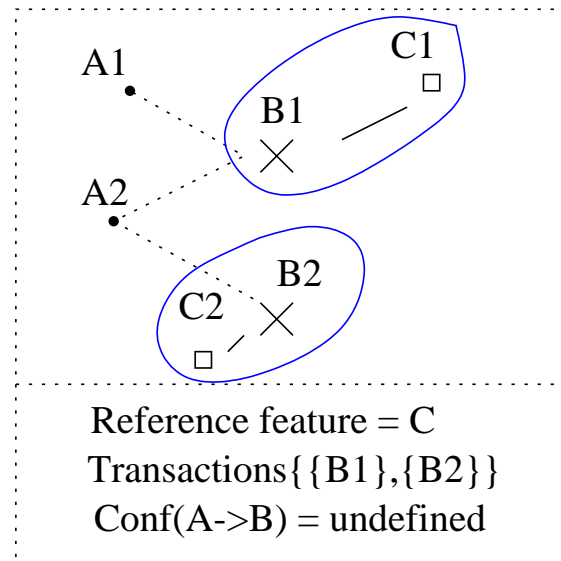 C1
A1
B1
A2
B2
C2
Reference feature = C
Transactions{{B1},{B2}}
Conf(A->B) = undefined